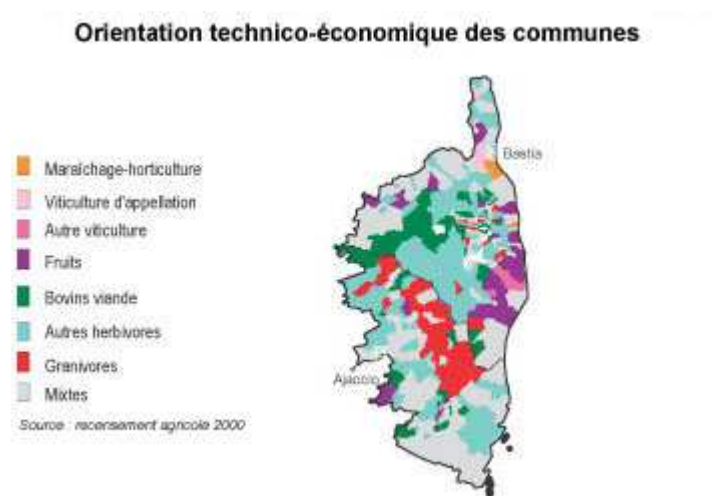 Orientation technico-économique des communes
Bastia
Maraîchage-horticulture
Viticulture d'appellation
Autre viticulture
Fruits
Bovins viande
Autres herbivores
Granivores
Mixtes
Ajaccio
Source : recensement agricole 2000